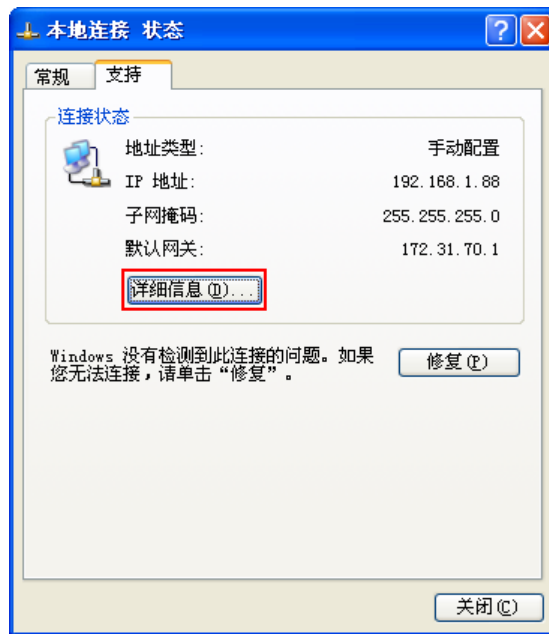 本地连接 状态
常规
支持
连接状态
地址类型:
手动配置
IP 地址:
192.168.1.88
子网掩码:
255.255.255.0
默认网关:
172.31.70.1
详细信息(D)...
Windows 没有检测到此连接的问题。如果
您无法连接，请单击“修复”。
修复(P)
关闭(C)